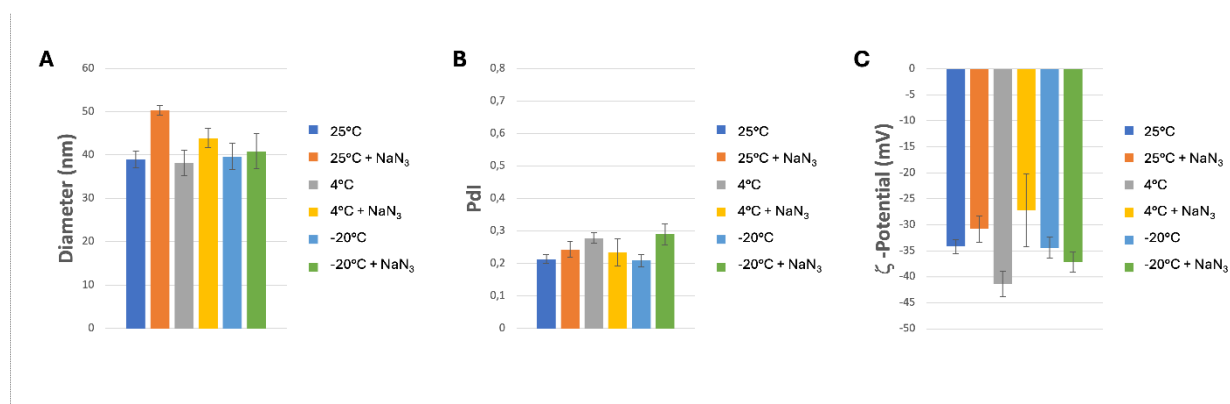 A
Diameter (nm)
60
50
40
30
20
10
0
25ºC
25ºC + NaN₃
4ºC
4ºC + NaN₃
-20ºC
-20ºC + NaN₃
B
PdI
0,8
0,7
0,6
0,5
0,4
0,3
0,2
0,1
0
25ºC
25ºC + NaN₃
4ºC
4ºC + NaN₃
-20ºC
-20ºC + NaN₃
C
ζ -Potential (mV)
0
-5
-10
-15
-20
-25
-30
-35
-40
-45
-50
25ºC
25ºC + NaN₃
4ºC
4ºC + NaN₃
-20ºC
-20ºC + NaN₃